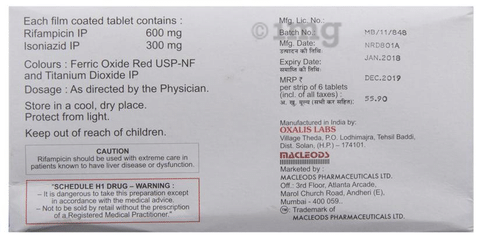 Each film coated tablet contains :
Rifampicin IP 600 mg
Isoniazid IP 300 mg
Colours : Ferric Oxide Red USP-NF
and Titanium Dioxide IP
Dosage : As directed by the Physician.
Store in a cool, dry place.
Protect from light.
Keep out of reach of children.
CAUTION
Rifampicin should be used with extreme care in
patients known to have liver disease or dysfunction.
"SCHEDULE H1 DRUG – WARNING :
– It is dangerous to take this preparation except
in accordance with the medical advice.
– Not to be sold by retail without the prescription
of a Registered Medical Practitioner."
Mfg. Lic. No.:
Batch No.: MB/11/848
Mfg. Date: NRD801A
उत्पादन की तिथि:
Expiry Date: JAN.2018
समाप्ति की तिथि:
MRP ₹ DEC.2019
per strip of 6 tablets
(incl. of all taxes) : 55.90
अ. खु. मूल्य (सभी कर सहित):
Manufactured in India by:
OXALIS LABS
Village Theda, P.O. Lodhimajra, Tehsil Baddi,
Dist. Solan, (H.P.) – 174101.
MACLEODS
Marketed by :
MACLEODS PHARMACEUTICALS LTD.
Off.: 3rd Floor, Atlanta Arcade,
Marol Church Road, Andheri (E),
Mumbai - 400 059.
™: Trademark of
MACLEODS PHARMACEUTICALS LTD.